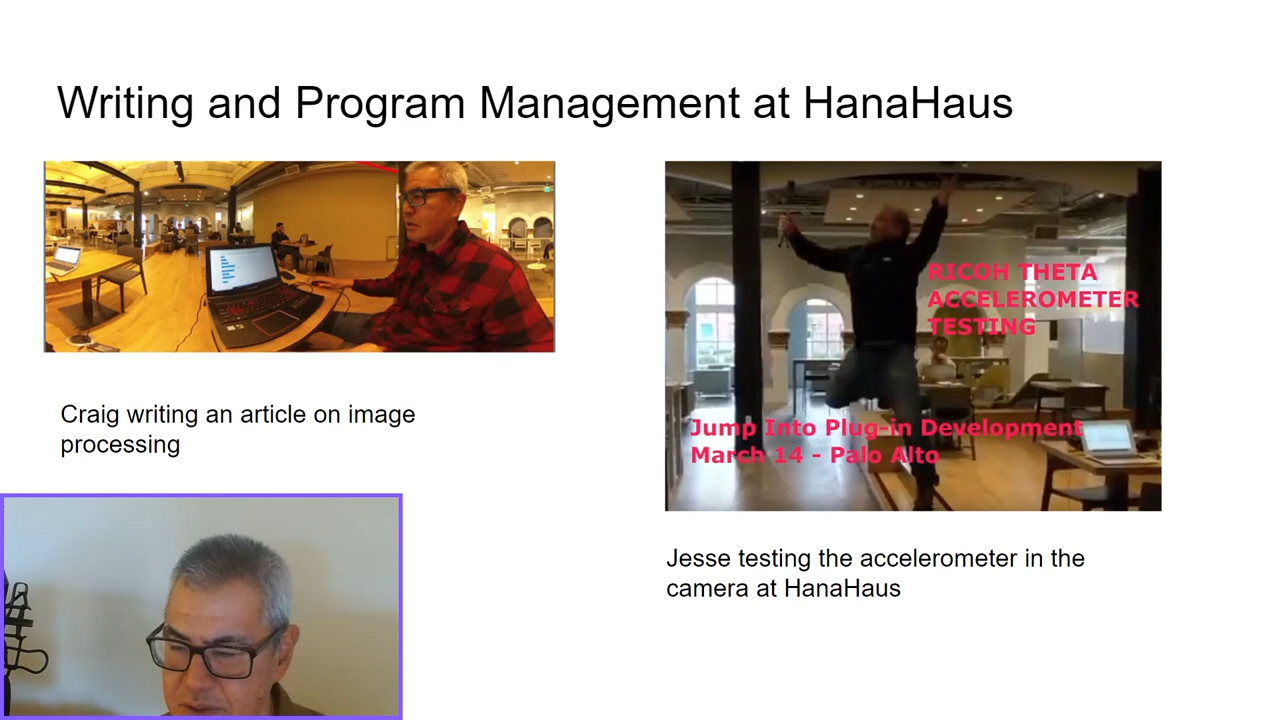 Writing and Program Management at HanaHaus
RICOH THETA
ACCELEROMETER
TESTING
Jump Into Plug-in Development
March 14 - Palo Alto
Craig writing an article on image
processing
Jesse testing the accelerometer in the
camera at HanaHaus